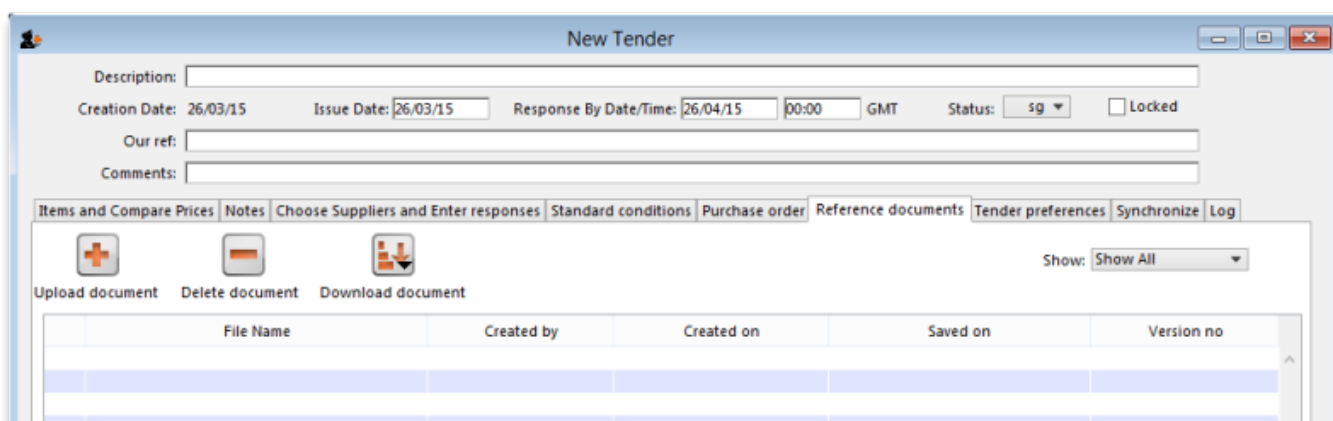 New Tender
Description:
Creation Date: 26/03/15 Issue Date: 26/03/15 Response By Date/Time: 26/04/15 00:00 GMT Status: sg Locked
Our ref:
Comments:
Items and Compare Prices Notes Choose Suppliers and Enter responses Standard conditions Purchase order Reference documents Tender preferences Synchronize Log
Show: Show All
Upload document Delete document Download document
File Name Created by Created on Saved on Version no